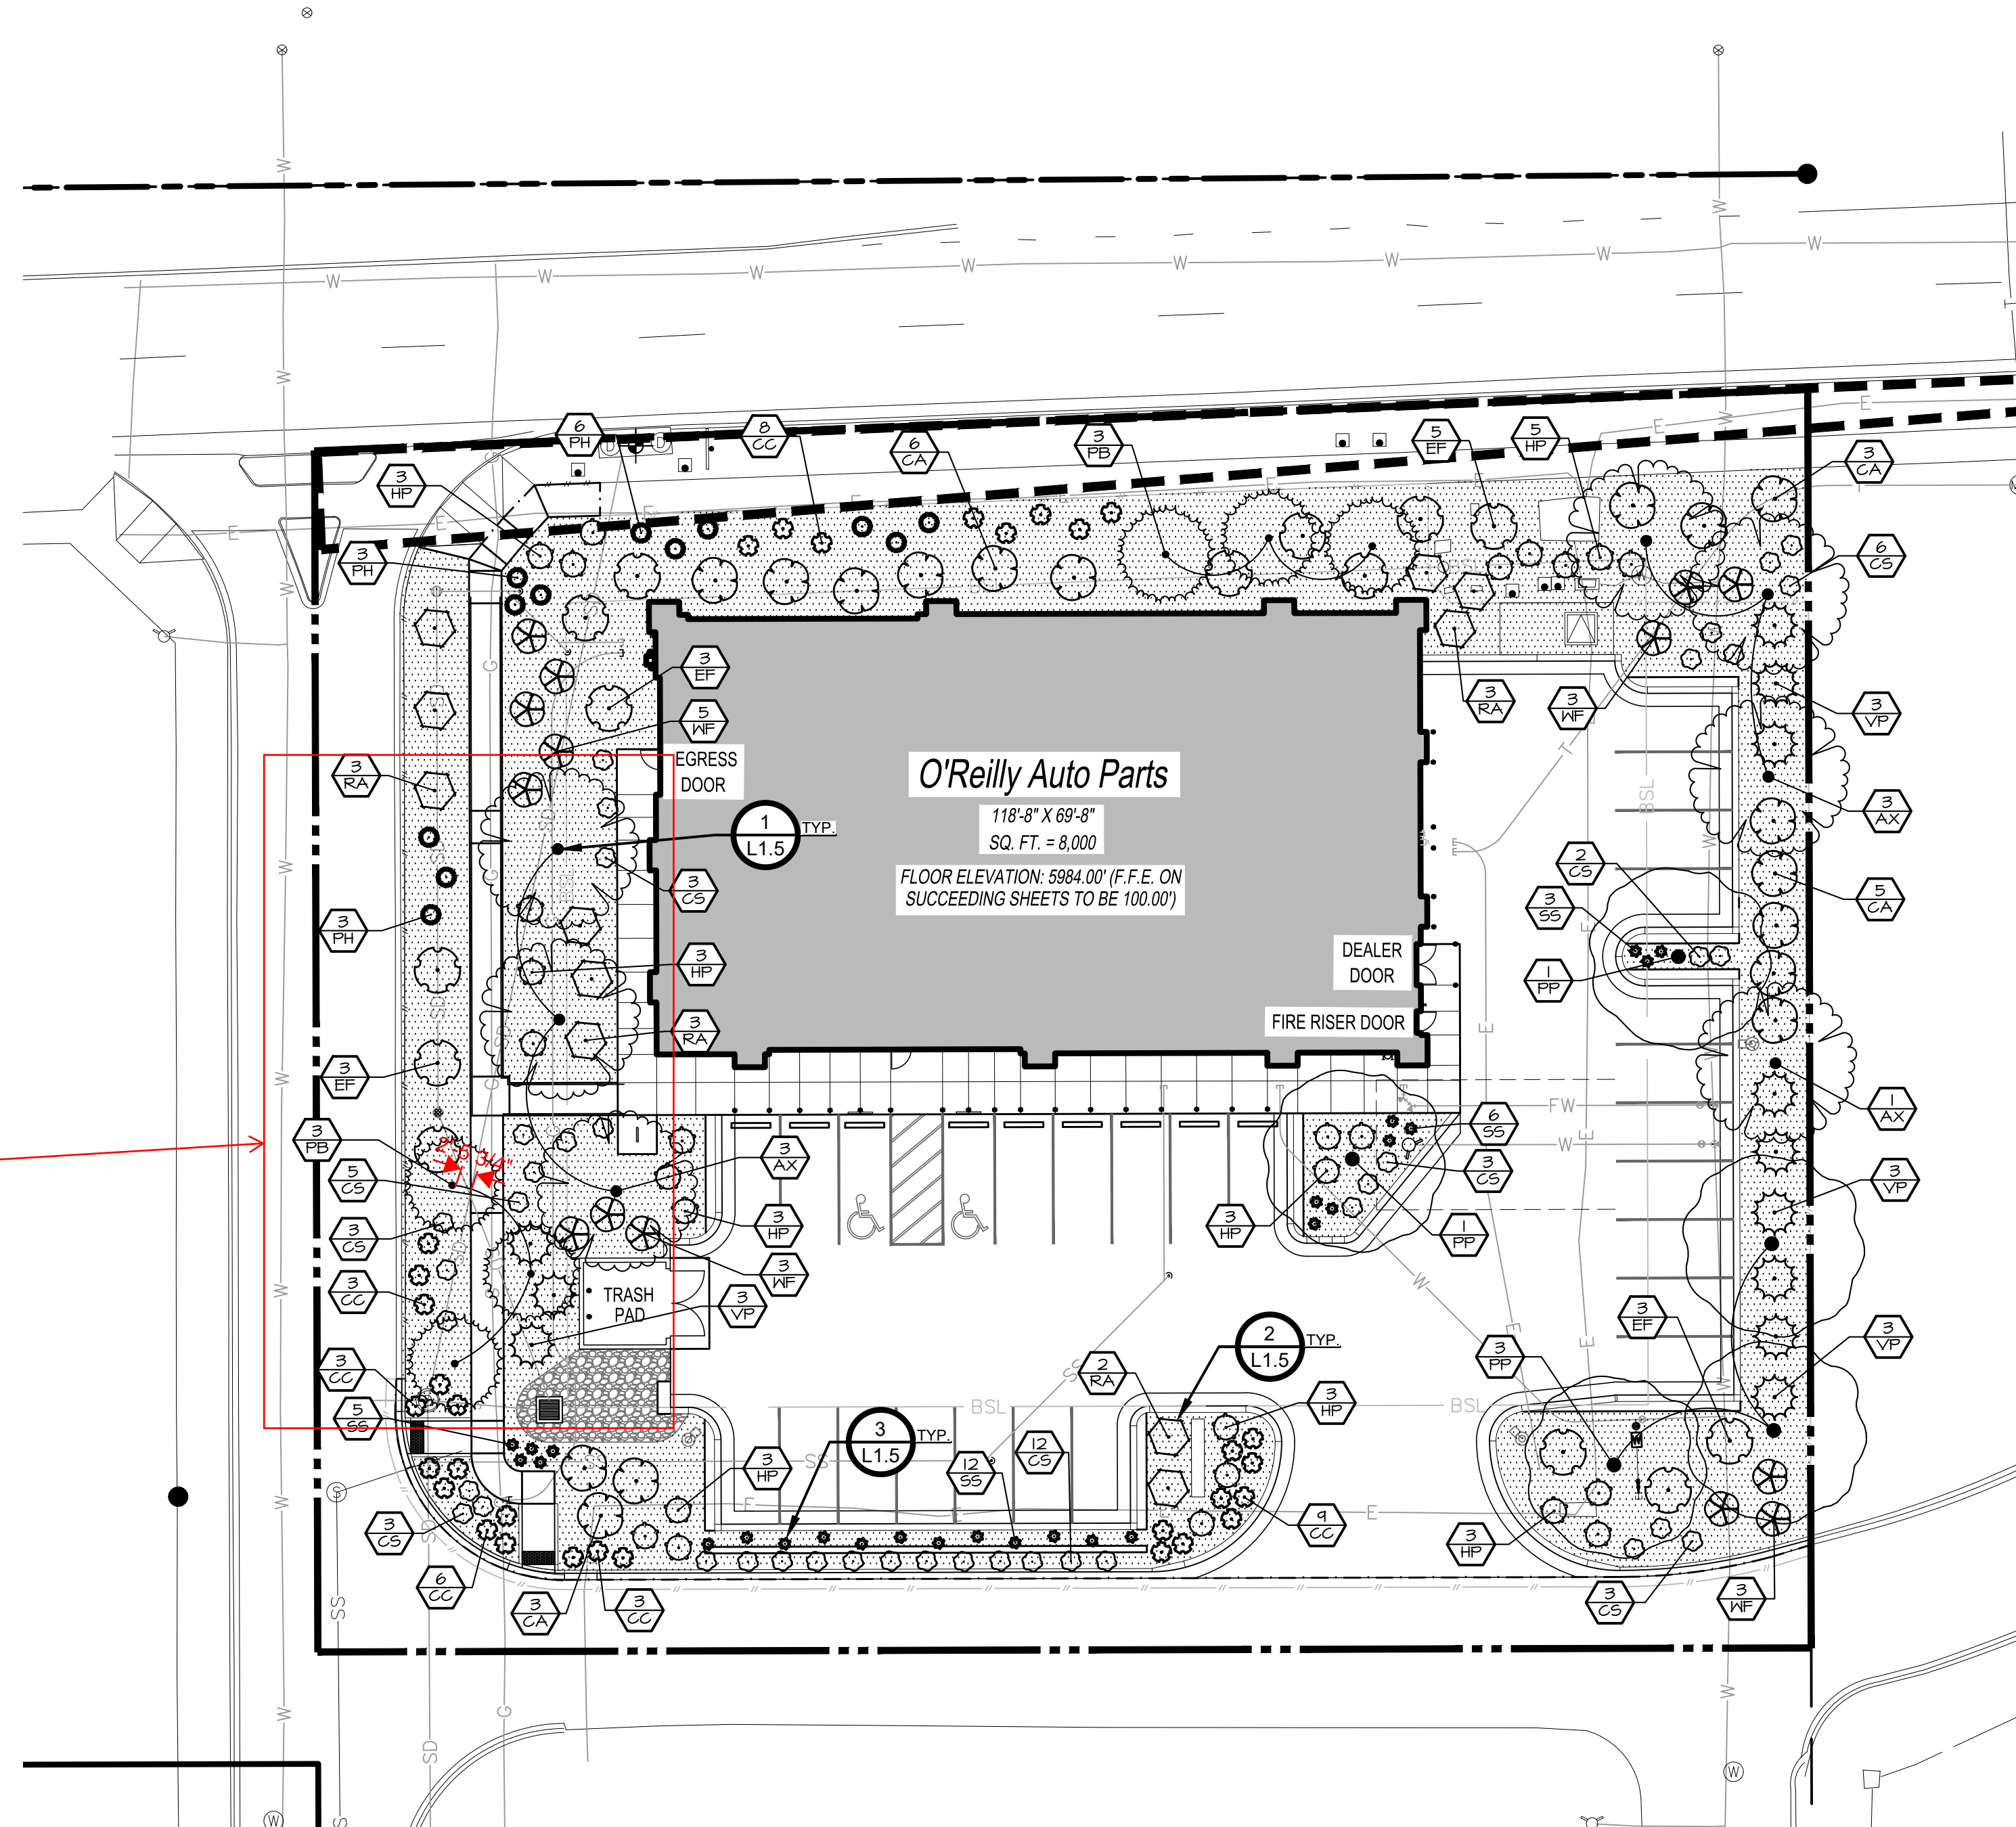 6
PH
8
CC
6
CA
3
PB
5
EF
5
HP
3
CA
3
HP
3
PH
6
CS
3
EF
3
RA
3
WF
3
VP
5
WF
EGRESS
DOOR
O'Reilly Auto Parts
118'-8" X 69'-8"
SQ. FT. = 8,000
FLOOR ELEVATION: 5984.00' (F.F.E. ON
SUCCEEDING SHEETS TO BE 100.00')
3
RA
1
L1.5
TYP.
3
AX
3
CS
2
CS
5
CA
3
SS
3
PH
3
HP
DEALER
DOOR
1
PP
FIRE RISER DOOR
3
RA
3
EF
1
AX
6
SS
3
PB
2'-6 3/4"
3
AX
3
CS
3
VP
5
CS
3
CS
3
HP
3
HP
1
PP
3
CC
3
WF
TRASH
PAD
3
VP
3
EF
2
L1.5
TYP.
3
VP
3
PP
3
CC
2
RA
3
HP
BSL
BSL
5
SS
3
L1.5
TYP.
12
CS
12
SS
3
HP
9
CC
3
CS
3
HP
6
CC
3
CA
3
CC
3
CS
3
WF
W
W
W
W
W
W
W
W
E
E
E
E
G
G
SD
SD
SS
SS
FW
W
T
BSL
W
W